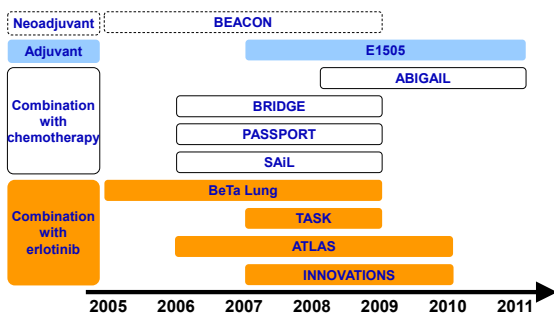 Neoadjuvant BEACON
Adjuvant E1505
ABIGAIL
Combination
with
chemotherapy
BRIDGE
PASSPORT
SAiL
BeTa Lung
Combination
with
erlotinib
TASK
ATLAS
INNOVATIONS
2005 2006 2007 2008 2009 2010 2011